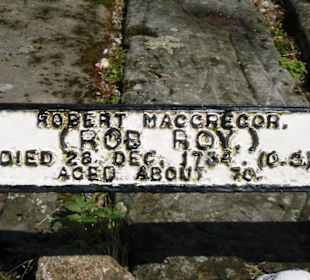 ROBERT MACGREGOR.
(ROB ROY)
DIED 28. DEC. 1734. (O.S.)
AGED ABOUT 70.